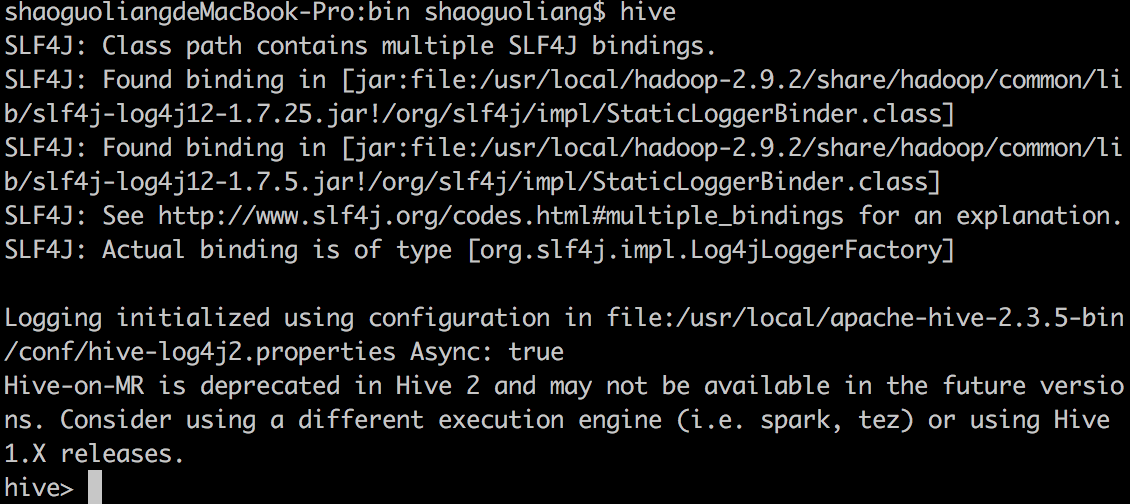 shaoguoliangdeMacBook-Pro:bin shaoguoliang$ hive
SLF4J: Class path contains multiple SLF4J bindings.
SLF4J: Found binding in [jar:file:/usr/local/hadoop-2.9.2/share/hadoop/common/li
b/slf4j-log4j12-1.7.25.jar!/org/slf4j/impl/StaticLoggerBinder.class]
SLF4J: Found binding in [jar:file:/usr/local/hadoop-2.9.2/share/hadoop/common/li
b/slf4j-log4j12-1.7.5.jar!/org/slf4j/impl/StaticLoggerBinder.class]
SLF4J: See http://www.slf4j.org/codes.html#multiple_bindings for an explanation.
SLF4J: Actual binding is of type [org.slf4j.impl.Log4jLoggerFactory]
Logging initialized using configuration in file:/usr/local/apache-hive-2.3.5-bin
/conf/hive-log4j2.properties Async: true
Hive-on-MR is deprecated in Hive 2 and may not be available in the future versio
ns. Consider using a different execution engine (i.e. spark, tez) or using Hive
1.X releases.
hive>